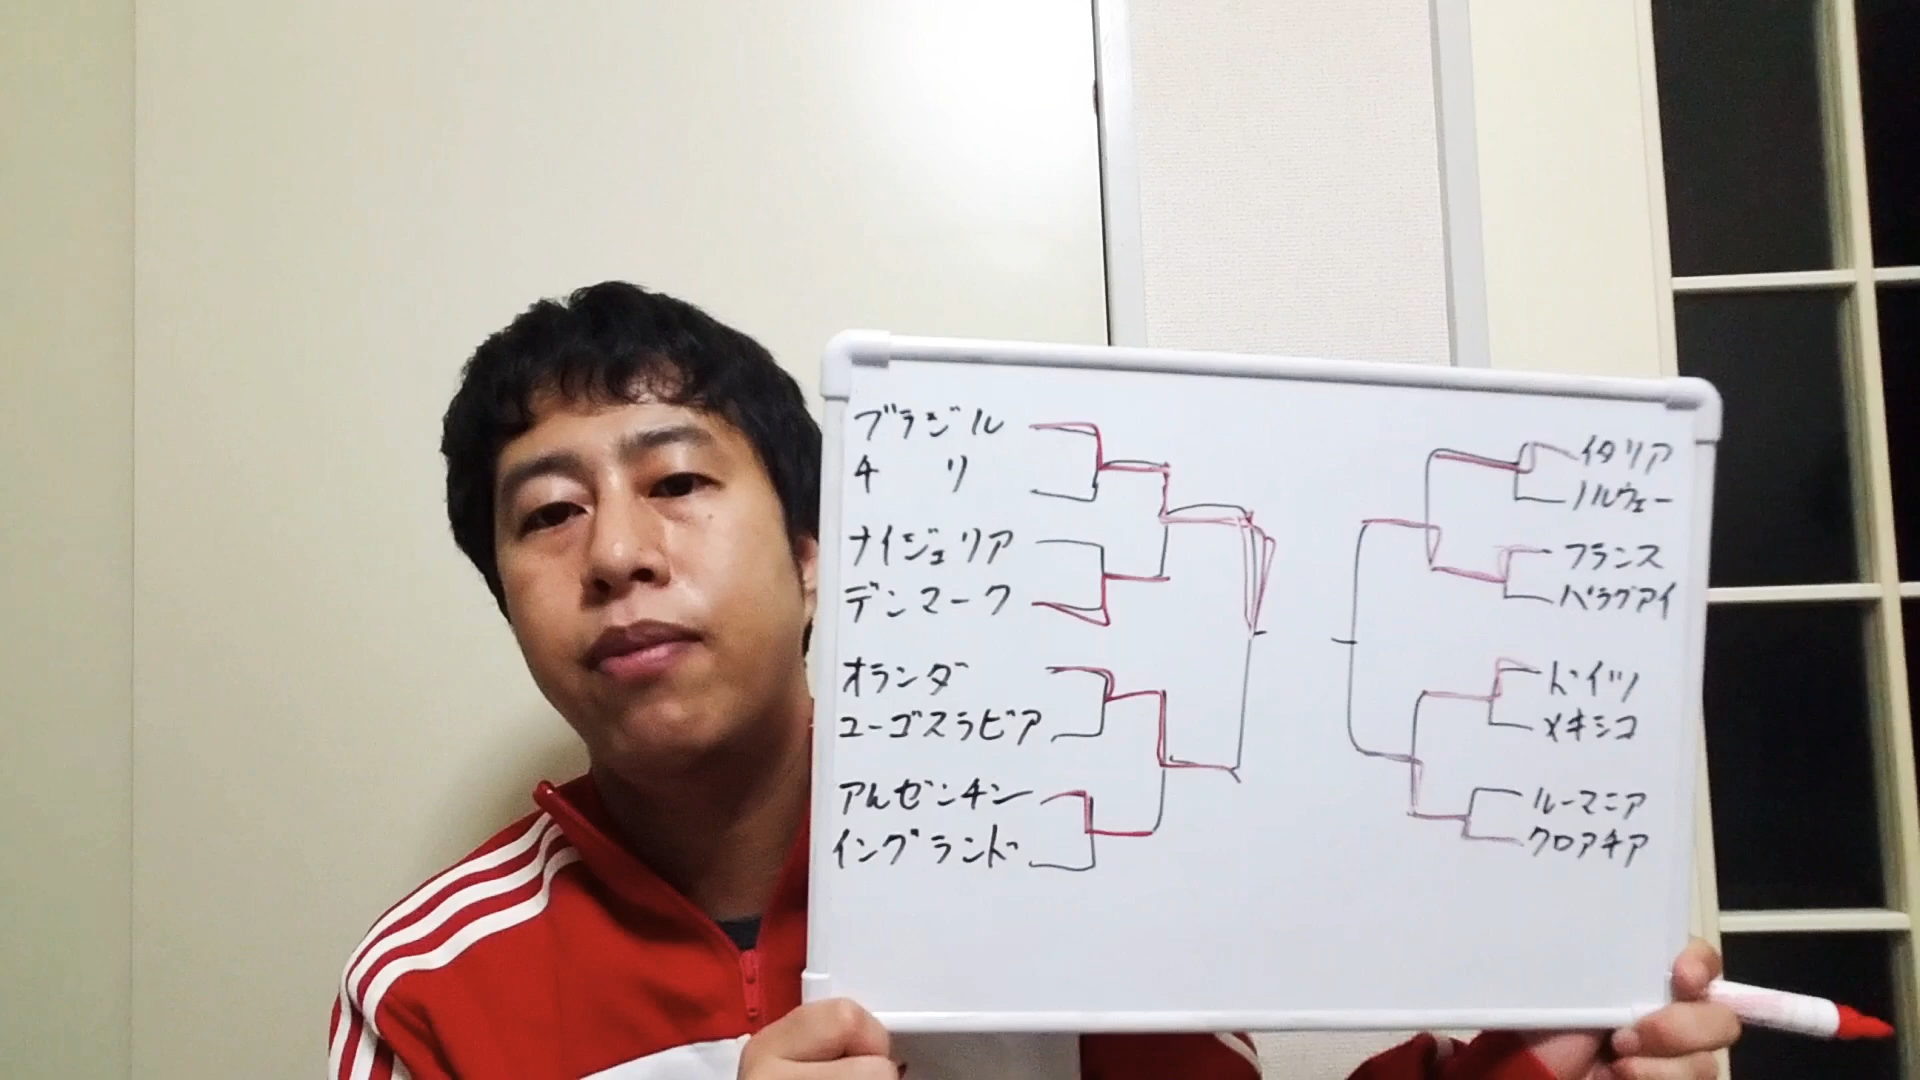 ブラジル
チリ
ナイジェリア
デンマーク
オランダ
ユーゴスラビア
アルゼンチン
イングランド
イタリア
ノルウェー
フランス
パラグアイ
ドイツ
メキシコ
ルーマニア
クロアチア